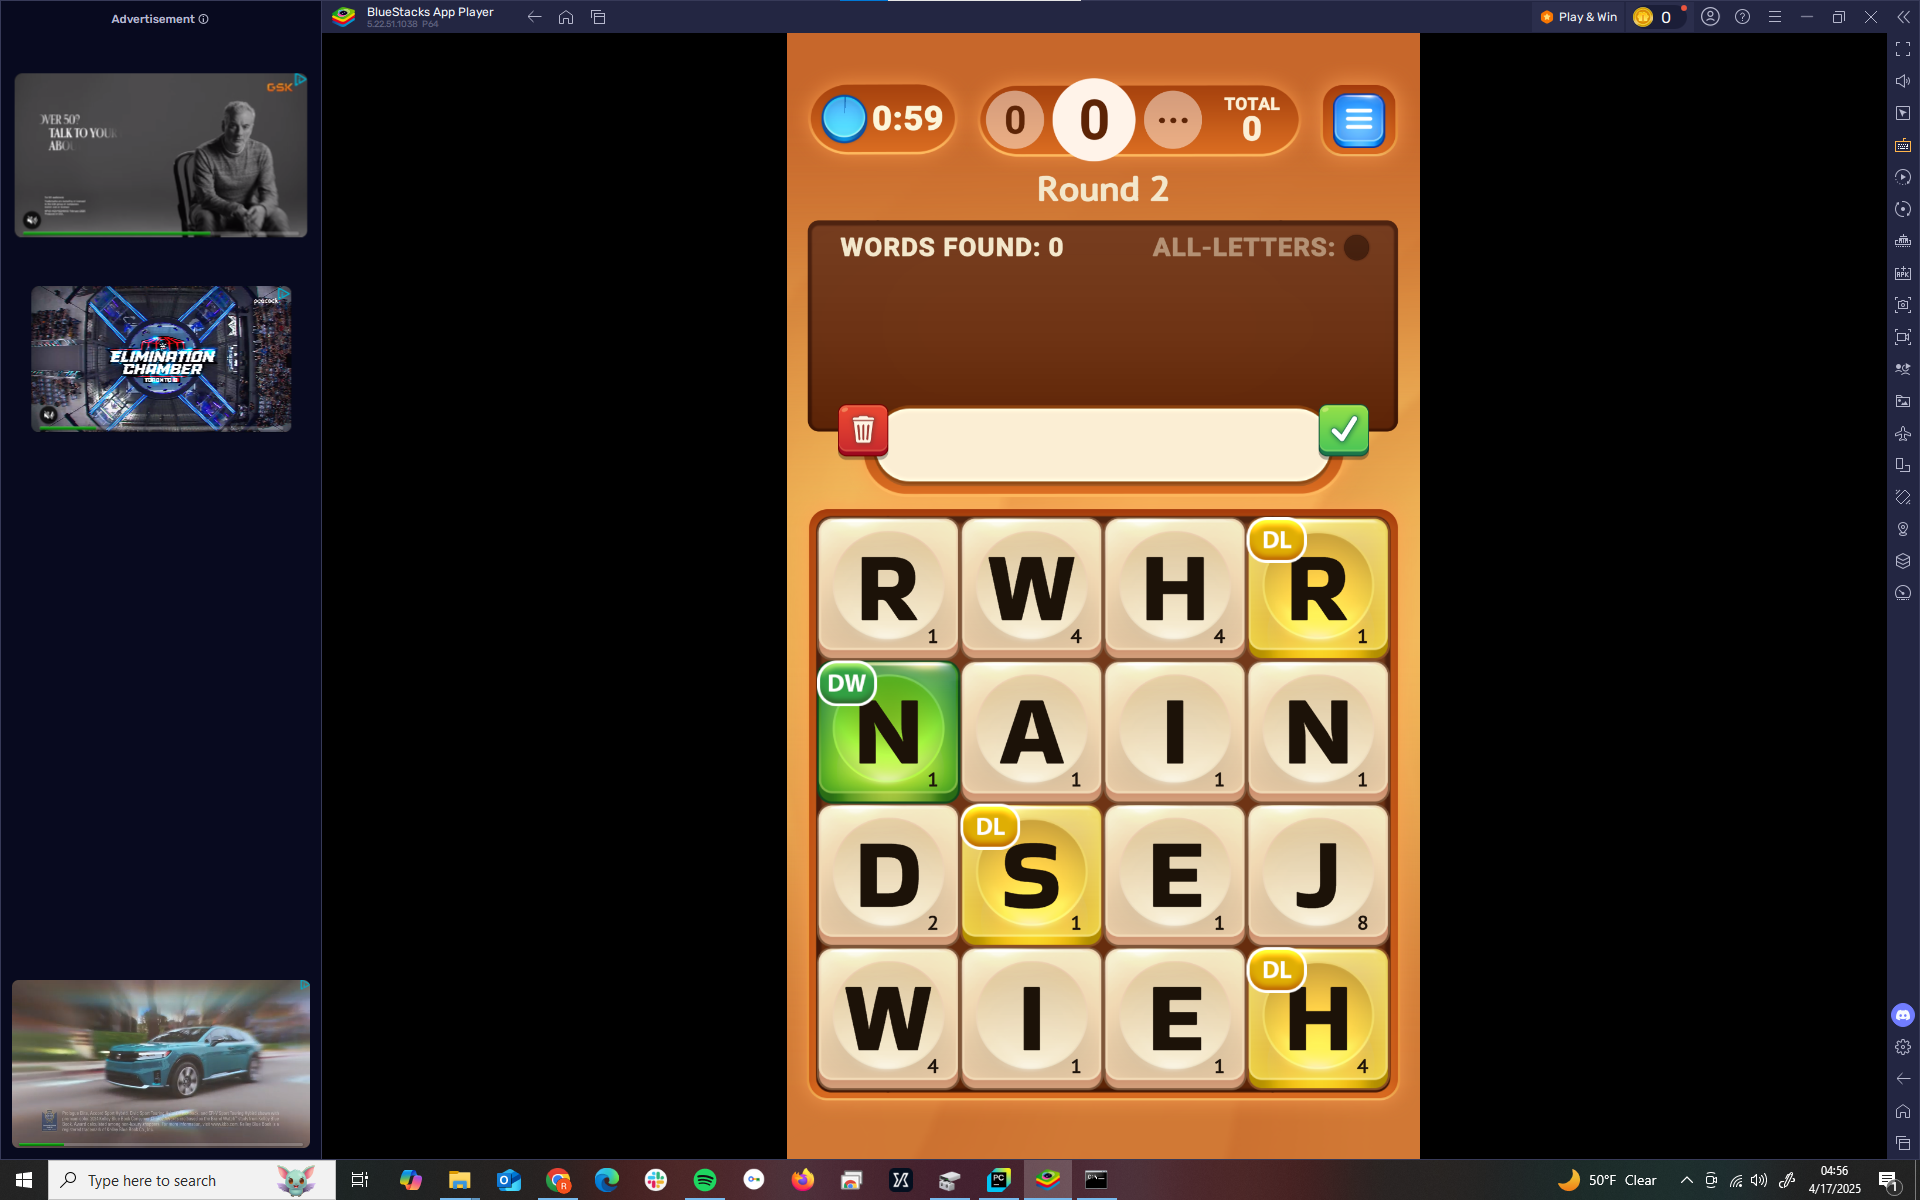 Advertisement
BlueStacks App Player
5.22.51.1038 P64
Play & Win
0
GSK
OVER 50?
TALK TO YOUR
ABOU
peacock
ELIMINATION
CHAMBER
TORONTO
0:59
0
0
...
TOTAL
0
Round 2
WORDS FOUND: 0
ALL-LETTERS:
R 1
W 4
H 4
DL R 1
DW N 1
A 1
I 1
N 1
D 2
DL S 1
E 1
J 8
W 4
I 1
E 1
DL H 4
Type here to search
50°F Clear
04:56
4/17/2025
1